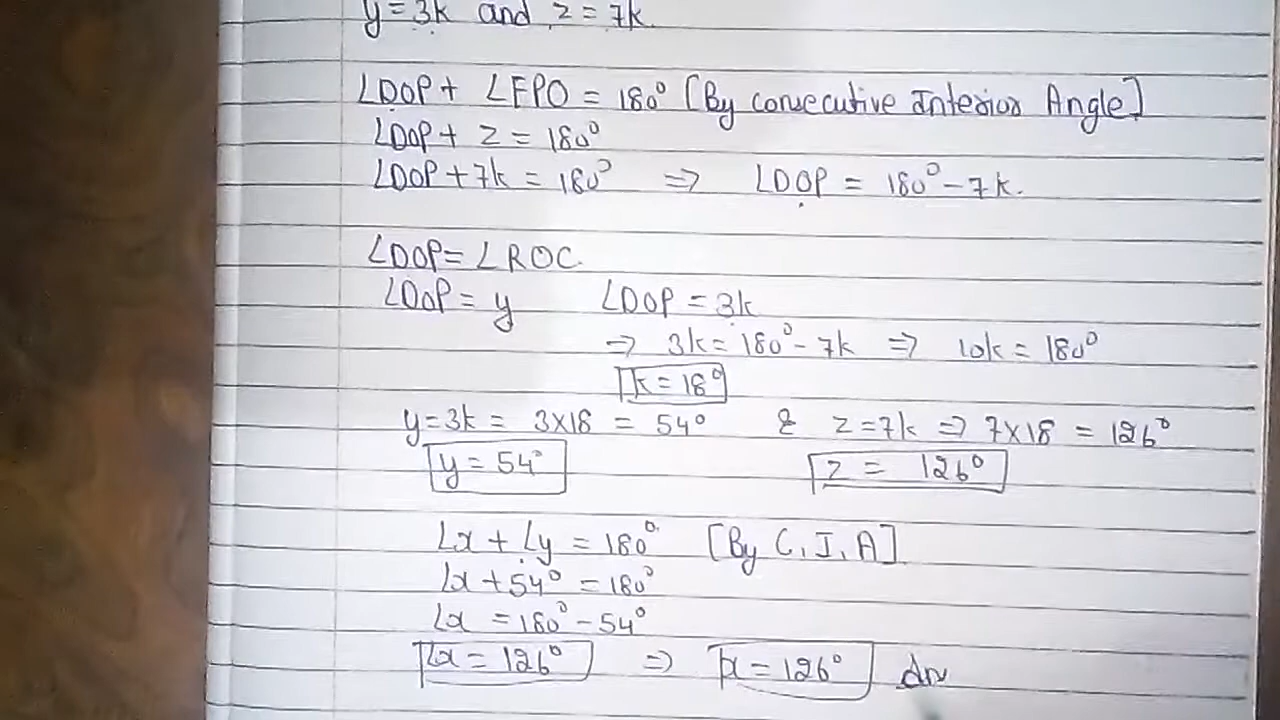 y = 3k and z = 7k.
∠DOP + ∠FPO = 180° [By consecutive Interior Angle]
∠DOP + z = 180°
∠DOP + 7k = 180° ⇒ ∠DOP = 180° - 7k.
∠DOP = ∠ROC
∠DOP = y ∠DOP = 3k
⇒ 3k = 180° - 7k ⇒ 10k = 180°
k = 18°
y = 3k = 3×18 = 54° & z = 7k ⇒ 7×18 = 126°
y = 54° z = 126°
∠x + ∠y = 180° [By C, I, A]
∠x + 54° = 180°
∠x = 180° - 54°
∠x = 126° ⇒ x = 126° Ans